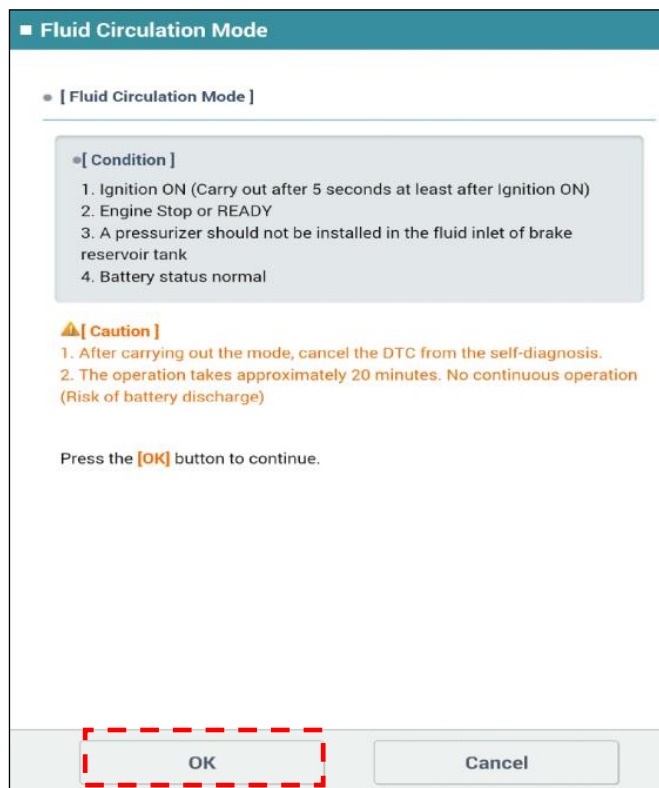 Fluid Circulation Mode
[ Fluid Circulation Mode ]
[ Condition ]
1. Ignition ON (Carry out after 5 seconds at least after Ignition ON)
2. Engine Stop or READY
3. A pressurizer should not be installed in the fluid inlet of brake
reservoir tank
4. Battery status normal
[ Caution ]
1. After carrying out the mode, cancel the DTC from the self-diagnosis.
2. The operation takes approximately 20 minutes. No continuous operation
(Risk of battery discharge)
Press the [OK] button to continue.
OK
Cancel